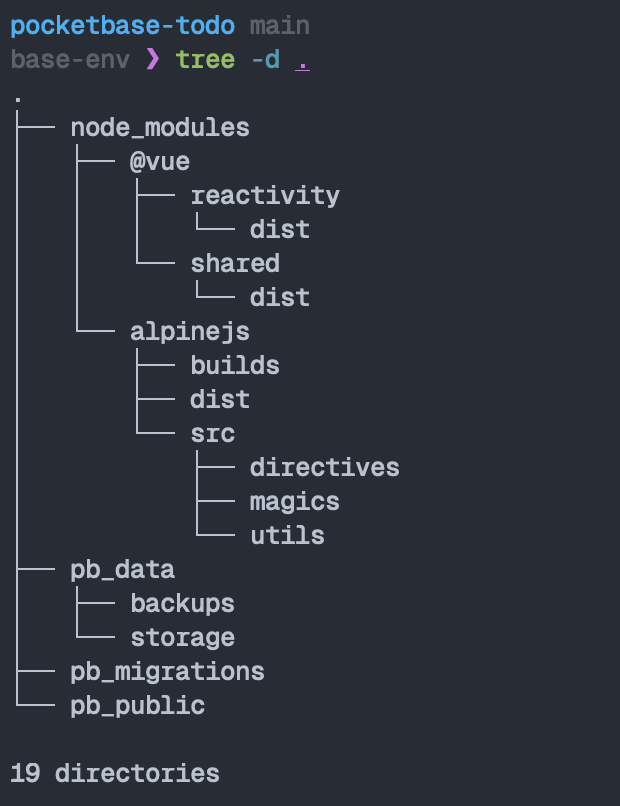 pocketbase-todo main
base-env ❯ tree -d .
.
├── node_modules
│   ├── @vue
│   │   ├── reactivity
│   │   │   └── dist
│   │   └── shared
│   │       └── dist
│   └── alpinejs
│       ├── builds
│       ├── dist
│       └── src
│           ├── directives
│           ├── magics
│           └── utils
├── pb_data
│   ├── backups
│   └── storage
├── pb_migrations
└── pb_public
19 directories